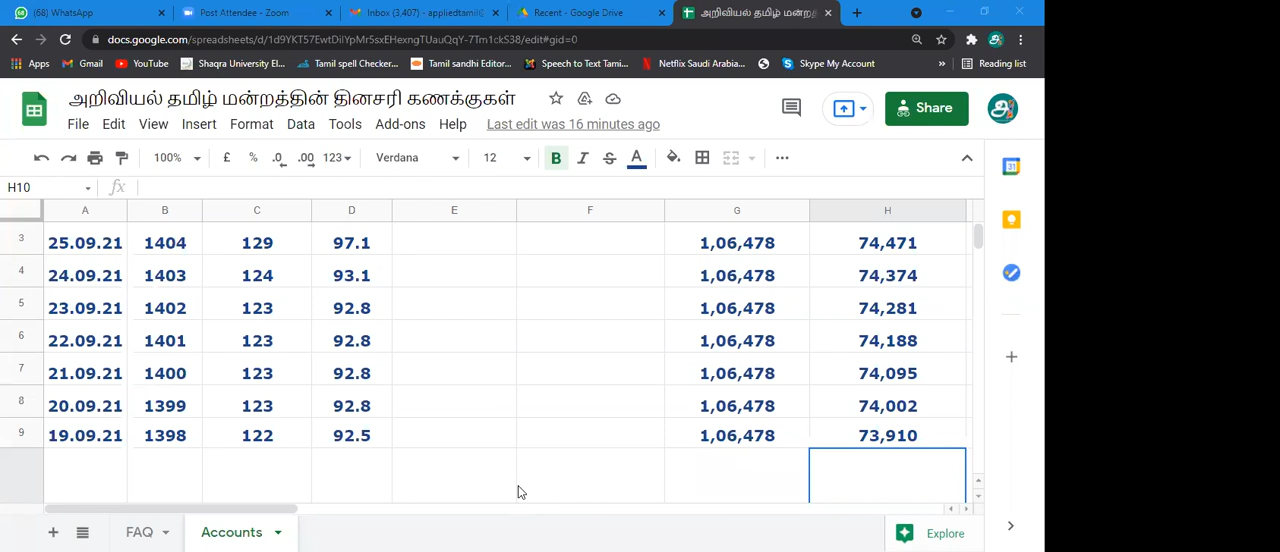 (68) WhatsApp
Post Attendee - Zoom
Inbox (3,407) - appliedtamil@
Recent - Google Drive
அறிவியல் தமிழ் மன்றத்தின் தி
docs.google.com/spreadsheets/d/1d9YKT57EwtDilYpMr5sxEHexngTUauQqY-7Tm1ckS38/edit#gid=0
Apps Gmail YouTube Shaqra University El... Tamil spell Checker... Tamil sandhi Editor... Speech to Text Tami... Netflix Saudi Arabia... Skype My Account » Reading list
அறிவியல் தமிழ் மன்றத்தின் தினசரி கணக்குகள்
Share
File Edit View Insert Format Data Tools Add-ons Help Last edit was 16 minutes ago
100% £ % .0 .00 123 Verdana 12 B I S A
H10 fx
A B C D E F G H
3 25.09.21 1404 129 97.1 1,06,478 74,471
4 24.09.21 1403 124 93.1 1,06,478 74,374
5 23.09.21 1402 123 92.8 1,06,478 74,281
6 22.09.21 1401 123 92.8 1,06,478 74,188
7 21.09.21 1400 123 92.8 1,06,478 74,095
8 20.09.21 1399 123 92.8 1,06,478 74,002
9 19.09.21 1398 122 92.5 1,06,478 73,910
FAQ Accounts Explore